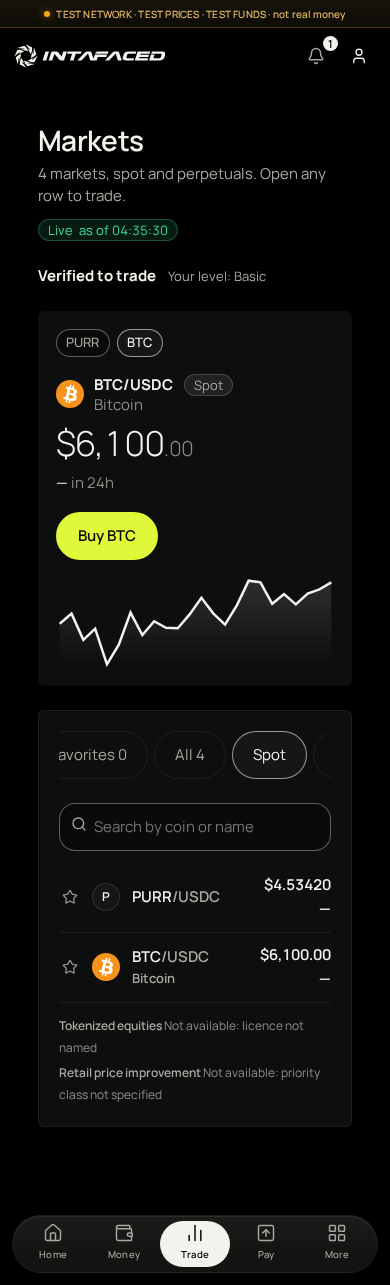 TEST NETWORK · TEST PRICES · TEST FUNDS · not real money
INTAFACED
1
Markets
4 markets, spot and perpetuals. Open any
row to trade.
Live as of 04:35:30
Verified to trade Your level: Basic
PURR BTC
BTC/USDC Spot
Bitcoin
$6,100.00
— in 24h
Buy BTC
avorites 0 All 4 Spot
Search by coin or name
P PURR/USDC $4.53420
—
BTC/USDC $6,100.00
Bitcoin —
Tokenized equities Not available: licence not
named
Retail price improvement Not available: priority
class not specified
Home Money Trade Pay More